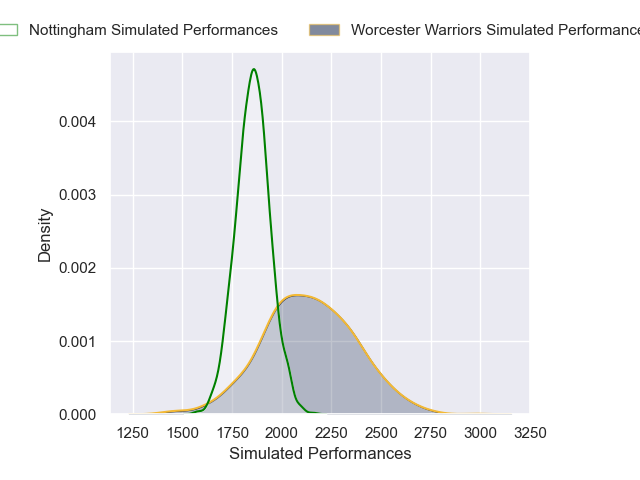 Nottingham Simulated Performances
Worcester Warriors Simulated Performance
0.004
0.003
0.002
0.001
0.000
Density
1250 1500 1750 2000 2250 2500 2750 3000 3250
Simulated Performances